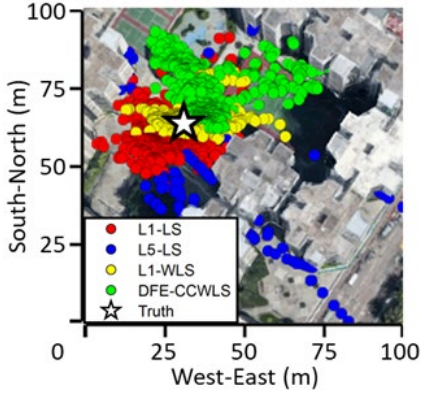 100
75
50
25
South-North (m)
L1-LS
L5-LS
L1-WLS
DFE-CCWLS
Truth
0 25 50 75 100
West-East (m)